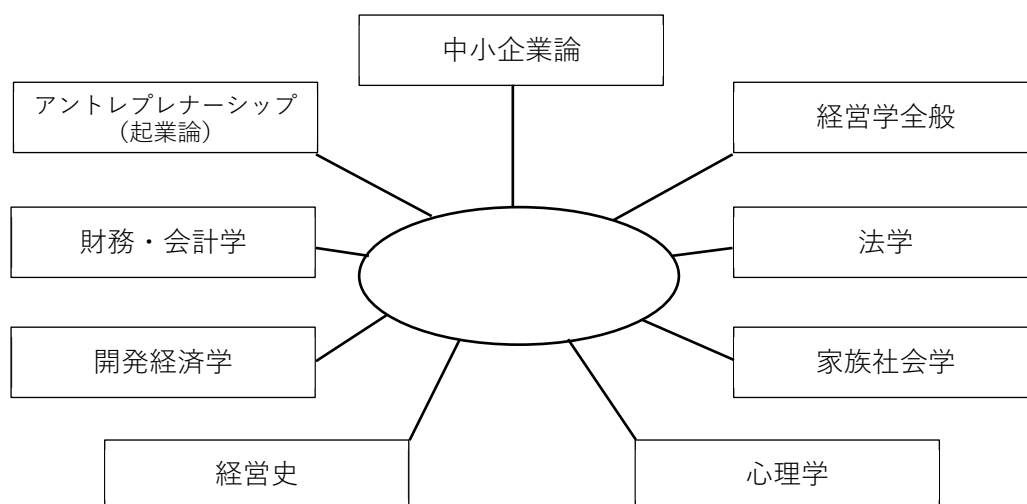 中小企業論
アントレプレナーシップ
（起業論）
経営学全般
財務・会計学
法学
開発経済学
家族社会学
経営史
心理学